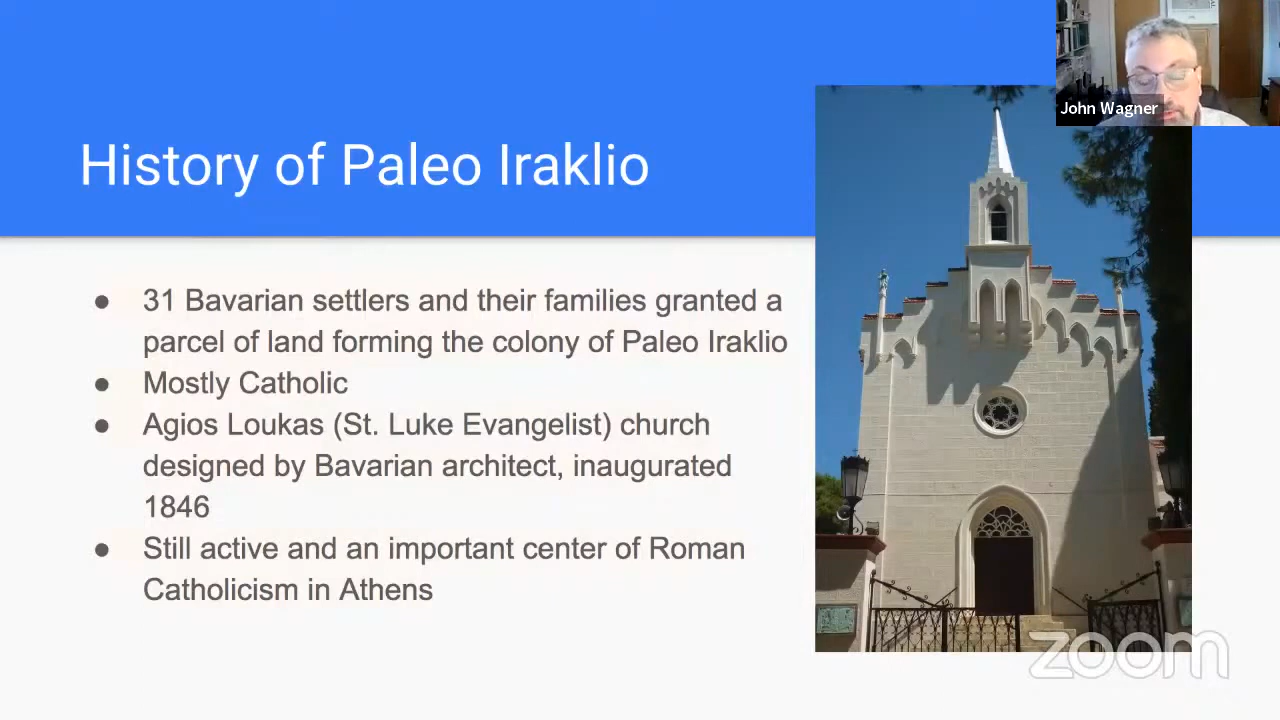 John Wagner
History of Paleo Iraklio
● 31 Bavarian settlers and their families granted a
parcel of land forming the colony of Paleo Iraklio
● Mostly Catholic
● Agios Loukas (St. Luke Evangelist) church
designed by Bavarian architect, inaugurated
1846
● Still active and an important center of Roman
Catholicism in Athens
zoom